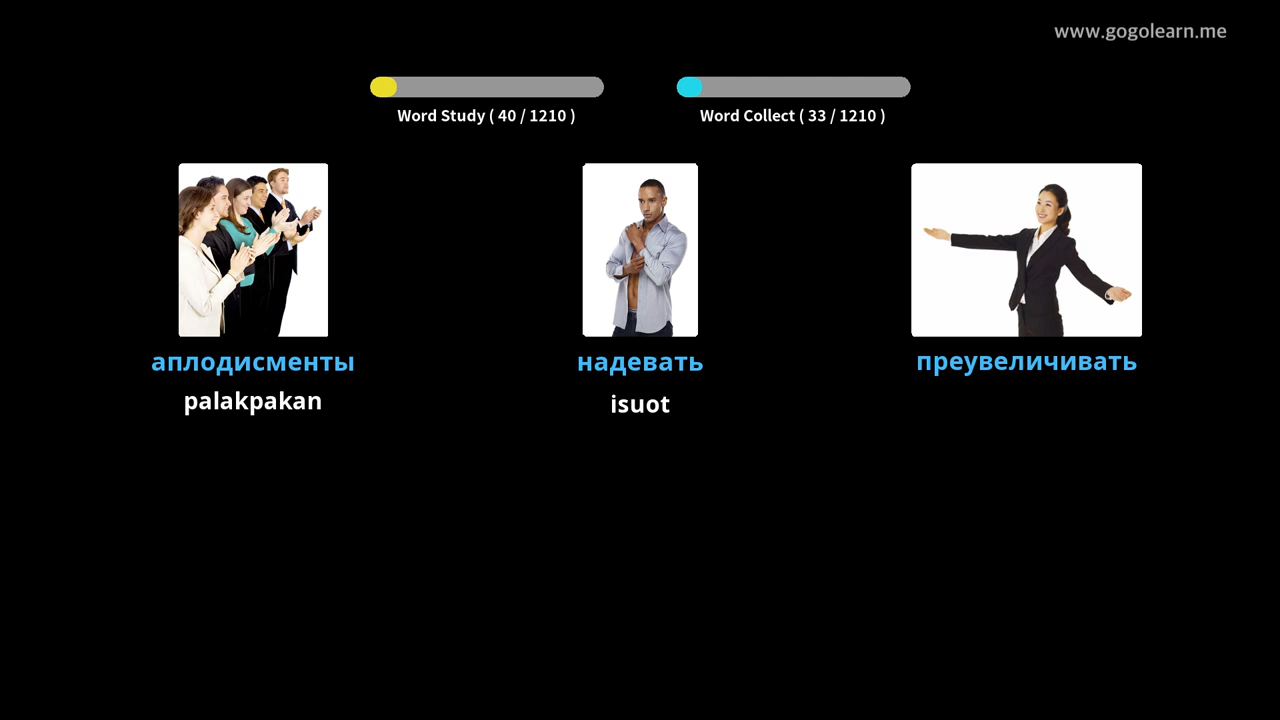 www.gogolearn.me
Word Study ( 40 / 1210 )
Word Collect ( 33 / 1210 )
аплодисменты
надевать
преувеличивать
palakpakan
isuot